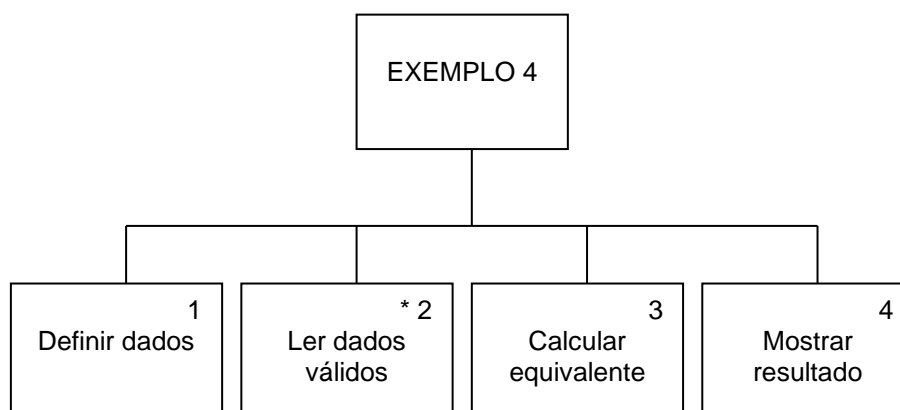 EXEMPLO 4
1
Definir dados
* 2
Ler dados
válidos
3
Calcular
equivalente
4
Mostrar
resultado